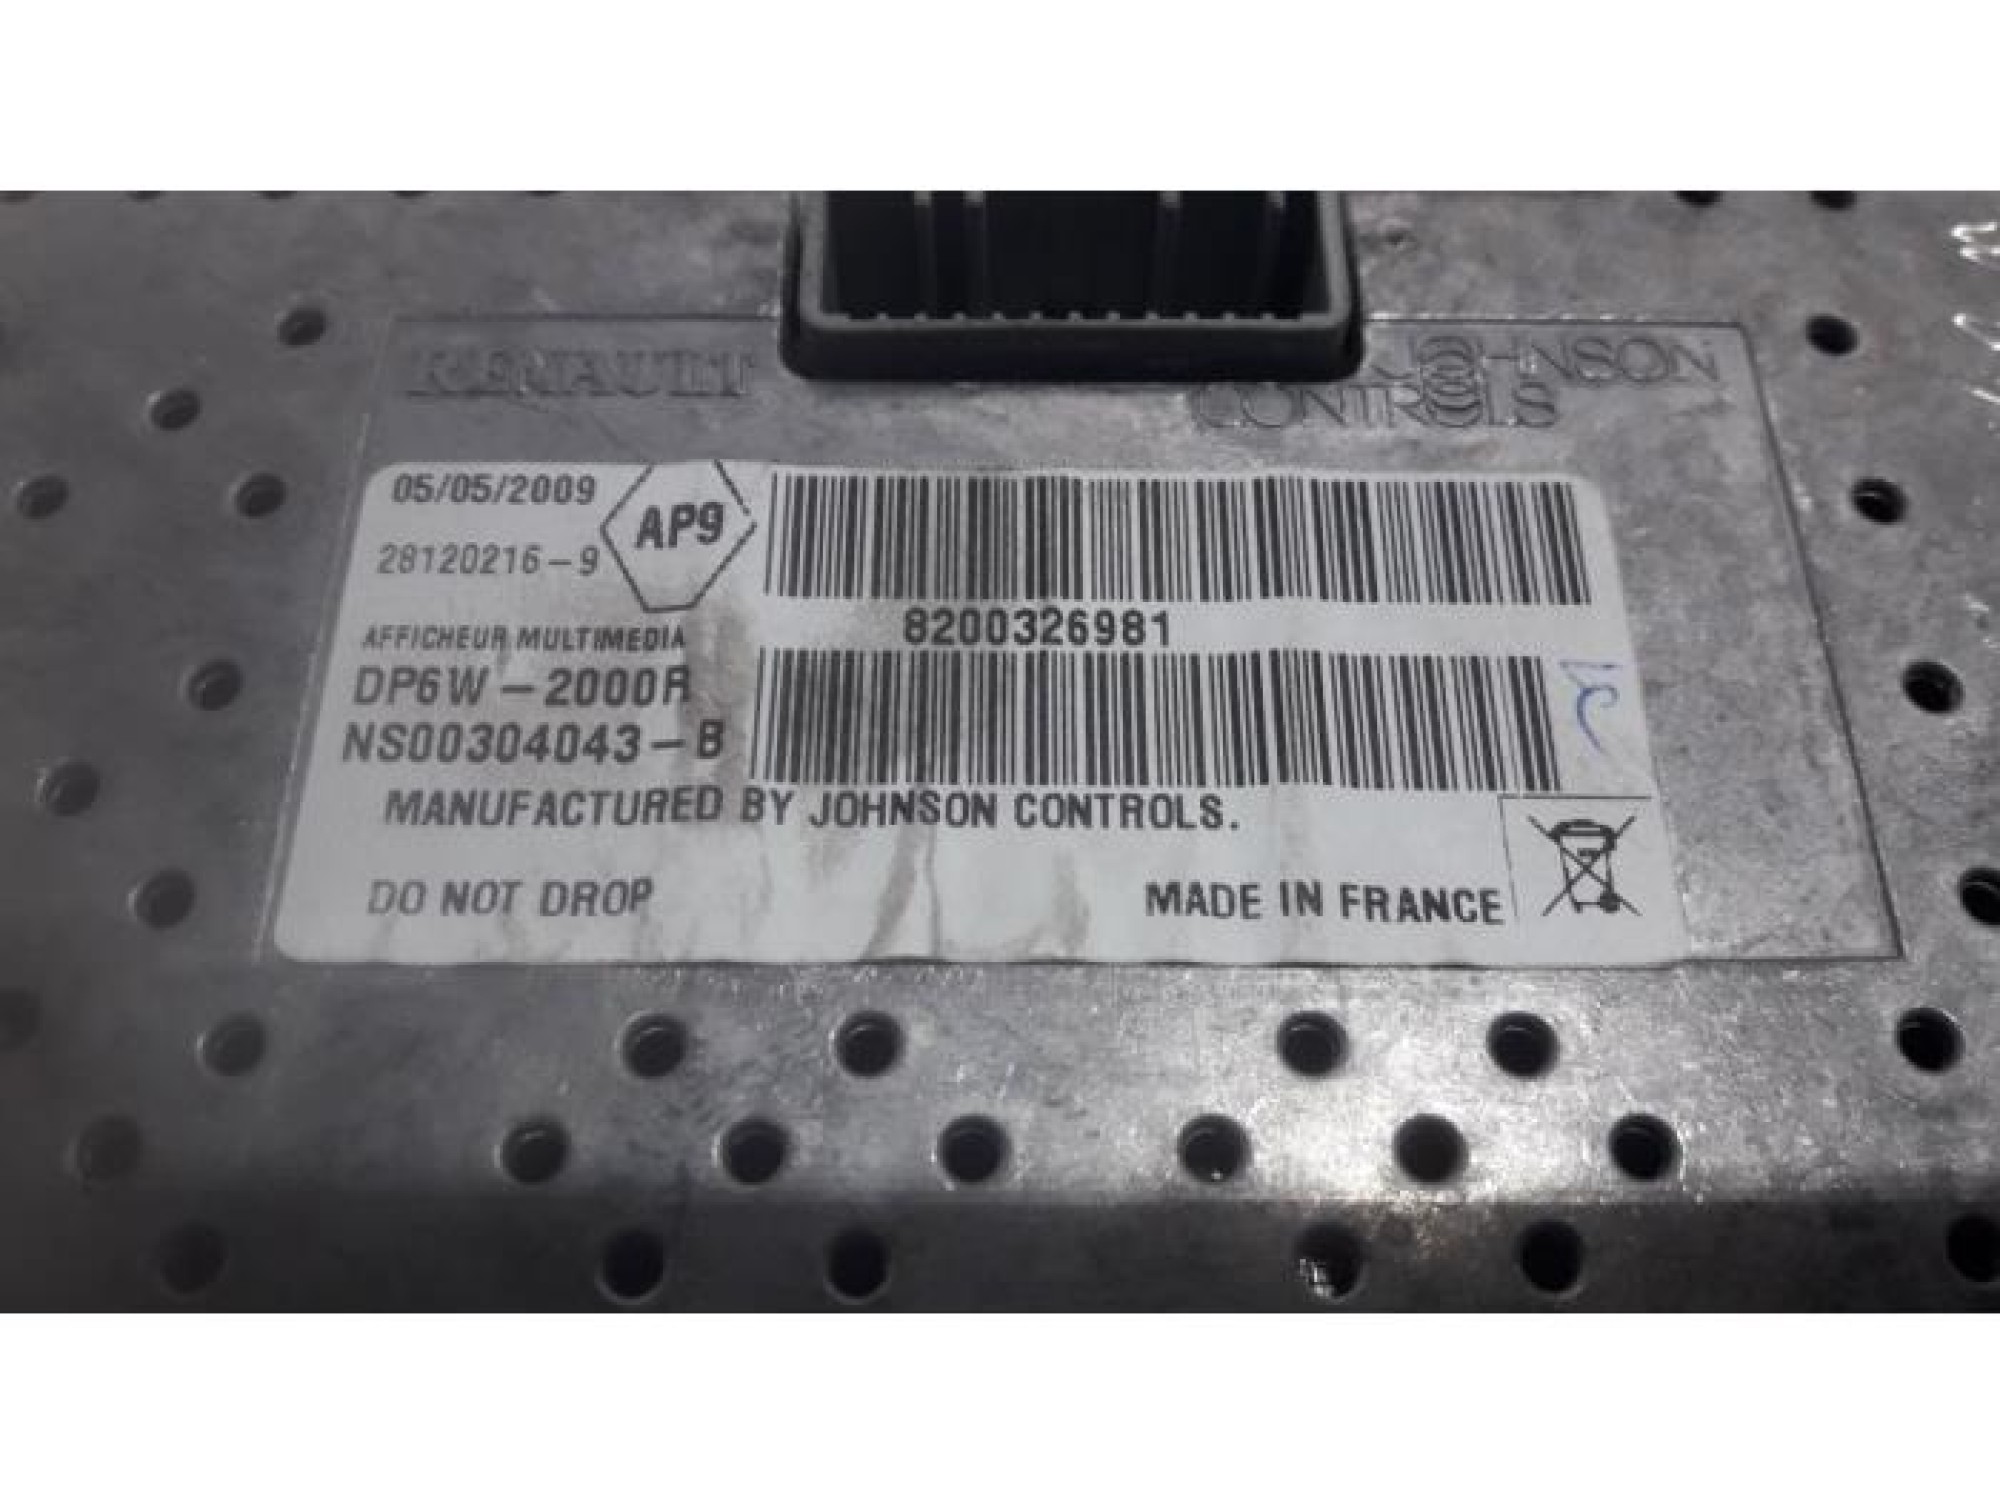 RENAULT
JOHNSON
CONTROLS
05/05/2009
AP9
28120216-9
8200326981
AFFICHEUR MULTIMEDIA
DP6W-2000R
NS00304043-B
MANUFACTURED BY JOHNSON CONTROLS.
DO NOT DROP
MADE IN FRANCE